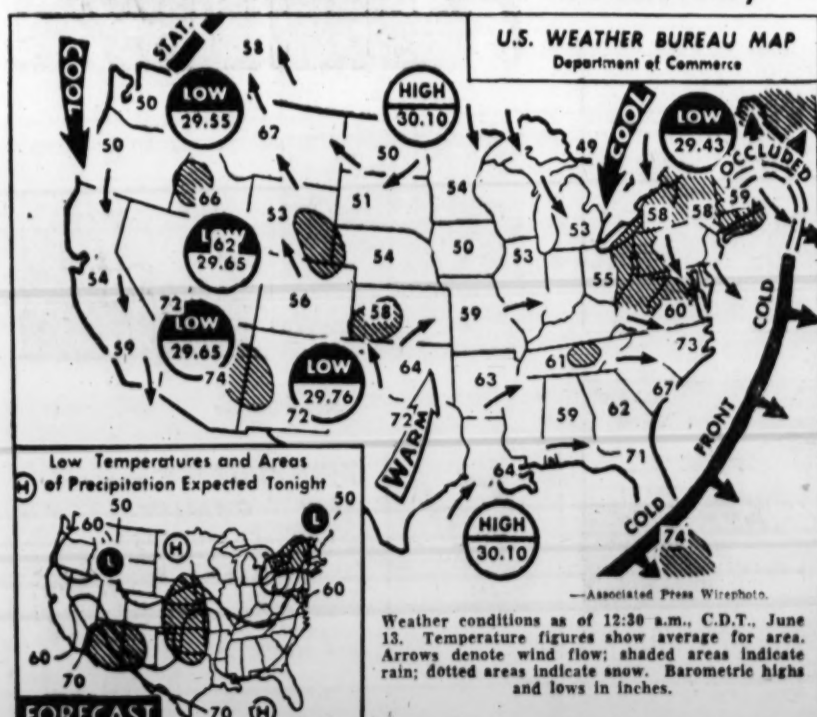 U.S. WEATHER BUREAU MAP
Department of Commerce
COOL
STAT.
58
50
LOW
29.55
HIGH
30.10
COOL
LOW
29.43
OCCLUDED
50
67
50
49
66
53
51
54
53
58
58
59
LOW
62
29.65
54
50
53
55
54
56
58
59
60
COLD
72
LOW
29.65
59
74
64
61
73
LOW
29.76
63
67
72
72
WARM
59
62
FRONT
64
71
HIGH
30.10
COLD
74
Low Temperatures and Areas
H of Precipitation Expected Tonight
50
60
L
H
L
50
60
60
70
70
H
FORECAST
—Associated Press Wirephoto.
Weather conditions as of 12:30 a.m., C.D.T., June
13. Temperature figures show average for area.
Arrows denote wind flow; shaded areas indicate
rain; dotted areas indicate snow. Barometric highs
and lows in inches.